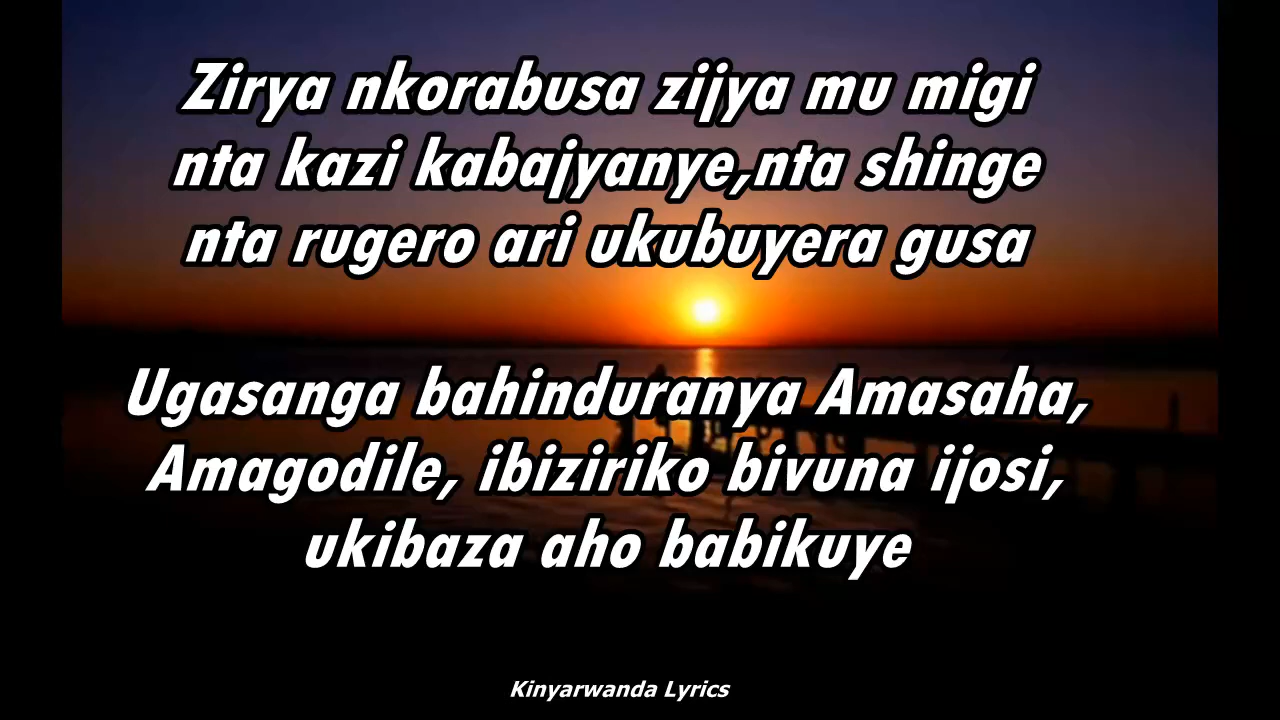 Zirya nkorabusa zijya mu migi
nta kazi kabajyanye,nta shinge
nta rugero ari ukubuyera gusa
Ugasanga bahinduranya Amasaha,
Amagodile, ibiziriko bivuna ijosi,
ukibaza aho babikuye
Kinyarwanda Lyrics